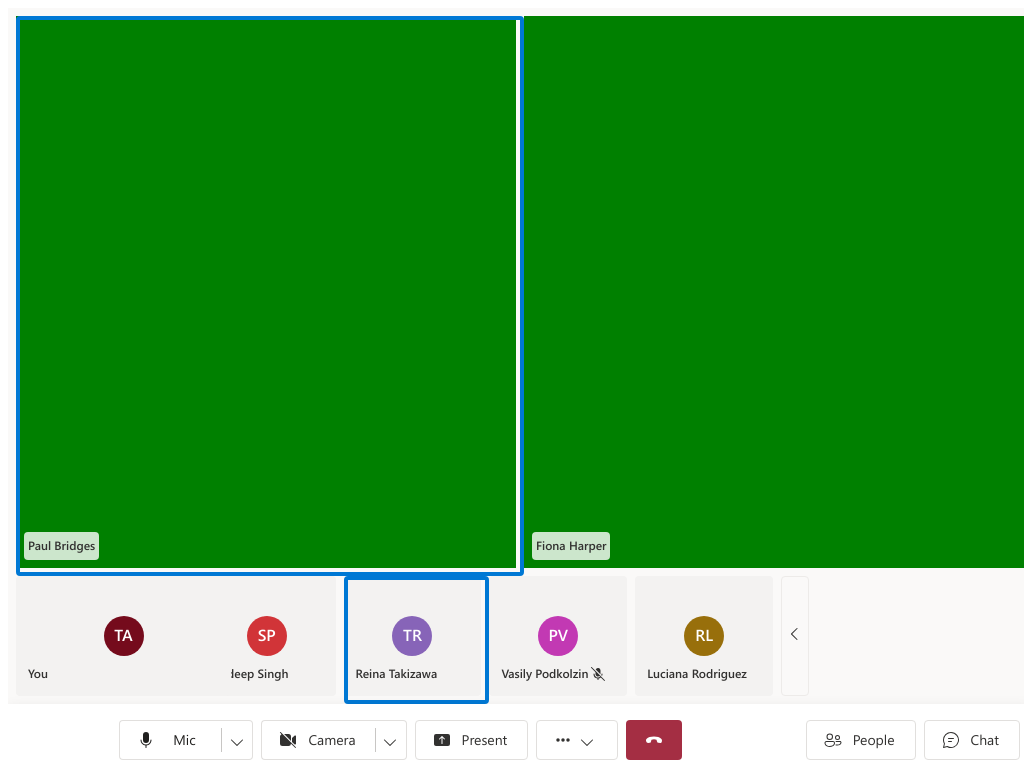 Paul Bridges
Fiona Harper
TA
SP
TR
PV
RL
You
deep Singh
Reina Takizawa
Vasily Podkolzin
Luciana Rodriguez
Mic
Camera
Present
People
Chat